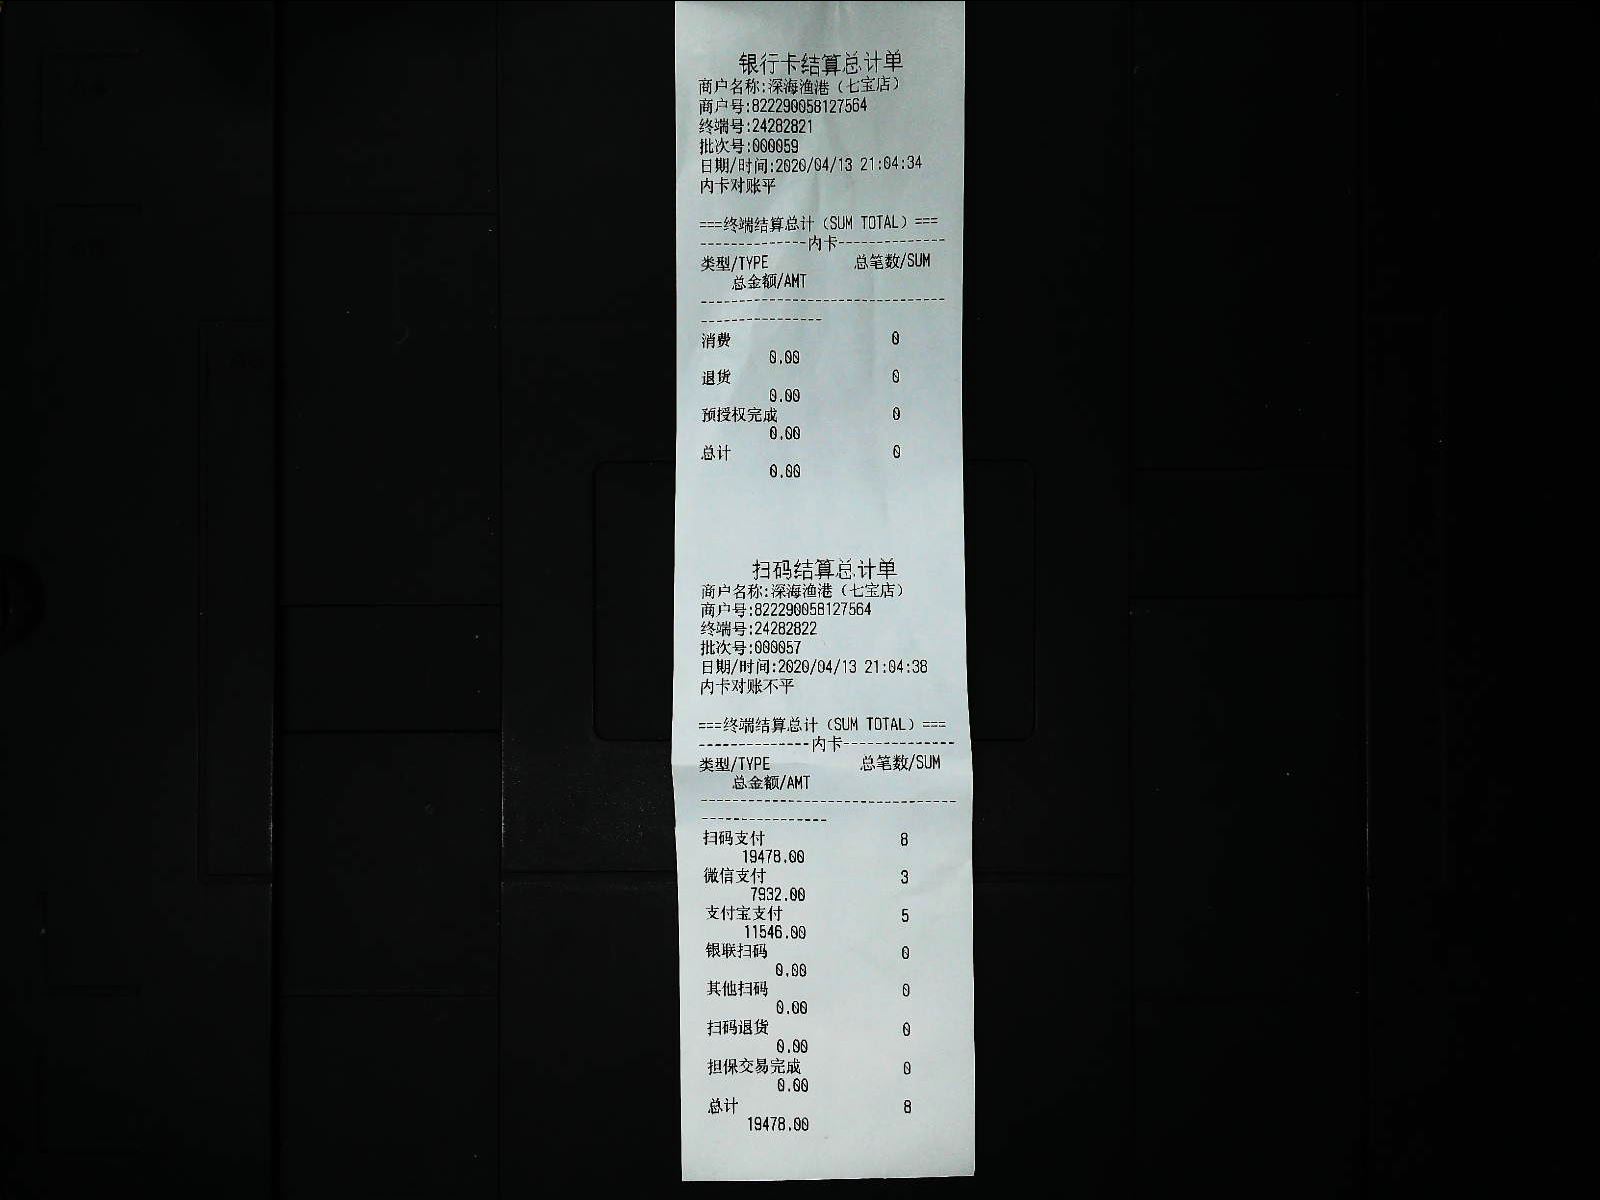 银行卡结算总计单
商户名称:深海渔港（七宝店）
商户号:822290058127564
终端号:24282821
批次号:000059
日期/时间:2020/04/13 21:04:34
内卡对账平
===终端结算总计（SUM TOTAL）===
--------------内卡--------------
类型/TYPE 总笔数/SUM
总金额/AMT
--------------------------------
----------------
消费 0
0.00
退货 0
0.00
预授权完成 0
0.00
总计 0
0.00
扫码结算总计单
商户名称:深海渔港（七宝店）
商户号:822290058127564
终端号:24282822
批次号:000057
日期/时间:2020/04/13 21:04:38
内卡对账不平
===终端结算总计（SUM TOTAL）===
--------------内卡--------------
类型/TYPE 总笔数/SUM
总金额/AMT
--------------------------------
----------------
扫码支付 8
19478.00
微信支付 3
7932.00
支付宝支付 5
11546.00
银联扫码 0
0.00
其他扫码 0
0.00
扫码退货 0
0.00
担保交易完成 0
0.00
总计 8
19478.00